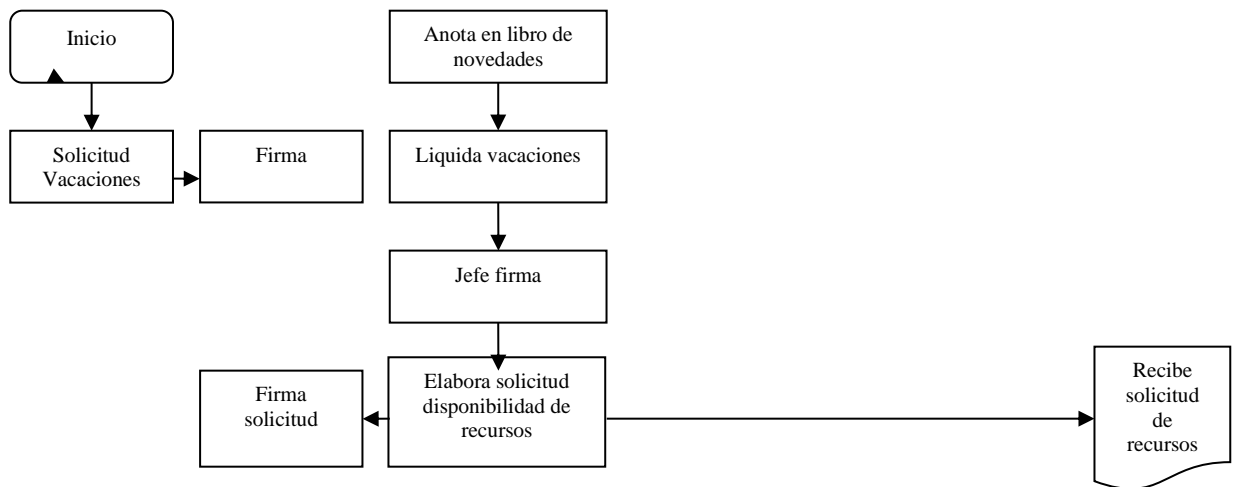 Inicio
Anota en libro de
novedades
Solicitud
Vacaciones
Firma
Liquida vacaciones
Jefe firma
Firma
solicitud
Elabora solicitud
disponibilidad de
recursos
Recibe
solicitud
de
recursos